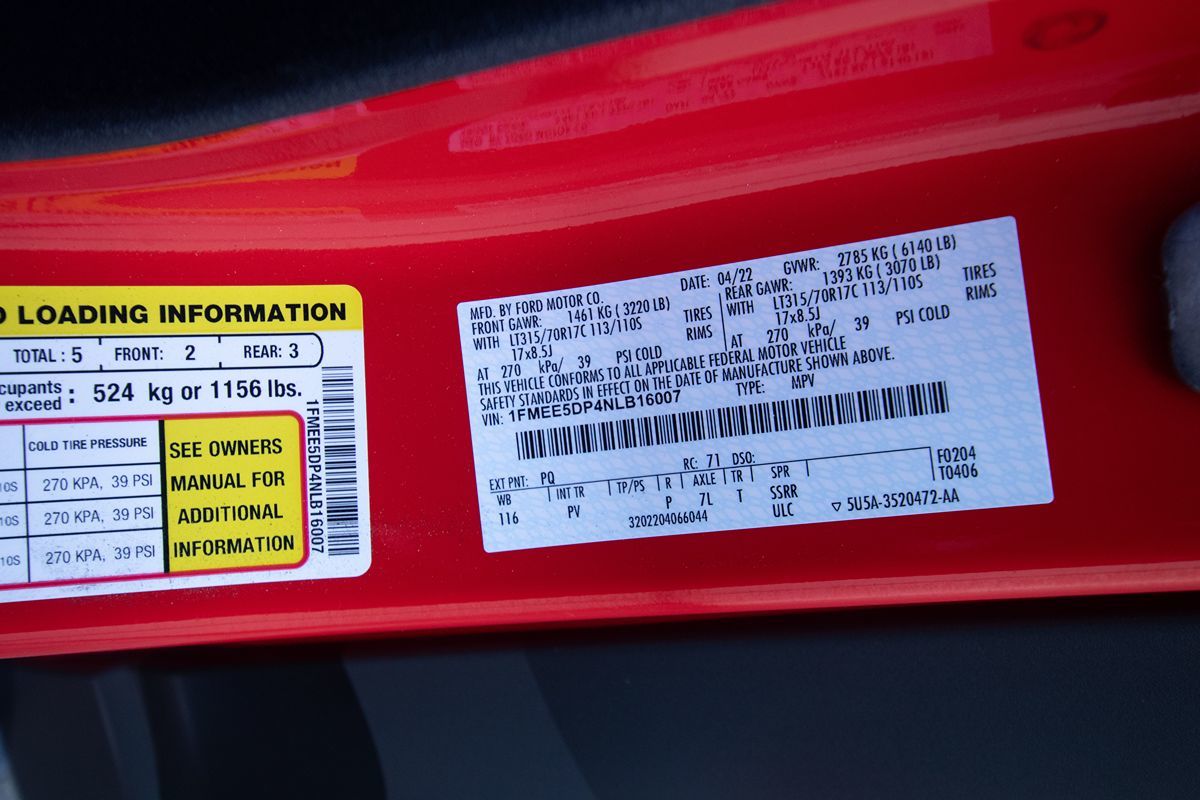 LOADING INFORMATION
TOTAL : 5 FRONT: 2 REAR: 3
exceed : 524 kg or 1156 lbs.
COLD TIRE PRESSURE
270 KPA, 39 PSI
270 KPA, 39 PSI
270 KPA, 39 PSI
SEE OWNERS
MANUAL FOR
ADDITIONAL
INFORMATION
1FMEE5DP4NLB16007
MFD. BY FORD MOTOR CO. DATE: 04/22 GVWR: 2785 KG ( 6140 LB)
FRONT GAWR: 1461 KG ( 3220 LB) REAR GAWR: 1393 KG ( 3070 LB)
WITH LT315/70R17C 113/110S TIRES WITH LT315/70R17C 113/110S TIRES
17x8.5J RIMS 17x8.5J RIMS
AT 270 kPa/ 39 PSI COLD AT 270 kPa/ 39 PSI COLD
THIS VEHICLE CONFORMS TO ALL APPLICABLE FEDERAL MOTOR VEHICLE
SAFETY STANDARDS IN EFFECT ON THE DATE OF MANUFACTURE SHOWN ABOVE.
VIN: 1FMEE5DP4NLB16007 TYPE: MPV
EXT PNT: PQ RC: 71 DSO: F0204
WB INT TR TP/PS R AXLE TR SPR T0406
116 PV P 7L T SSRR
3202204066044 ULC ▽ 5U5A-3520472-AA